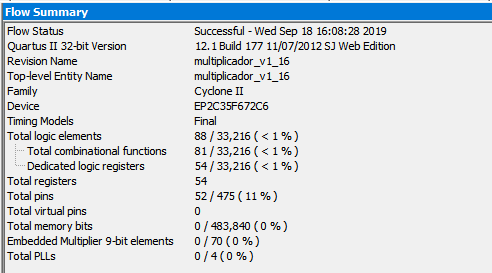 Flow Summary
Flow Status Successful - Wed Sep 18 16:08:28 2019
Quartus II 32-bit Version 12.1 Build 177 11/07/2012 SJ Web Edition
Revision Name multiplicador_v1_16
Top-level Entity Name multiplicador_v1_16
Family Cyclone II
Device EP2C35F672C6
Timing Models Final
Total logic elements 88 / 33,216 ( < 1 % )
Total combinational functions 81 / 33,216 ( < 1 % )
Dedicated logic registers 54 / 33,216 ( < 1 % )
Total registers 54
Total pins 52 / 475 ( 11 % )
Total virtual pins 0
Total memory bits 0 / 483,840 ( 0 % )
Embedded Multiplier 9-bit elements 0 / 70 ( 0 % )
Total PLLs 0 / 4 ( 0 % )